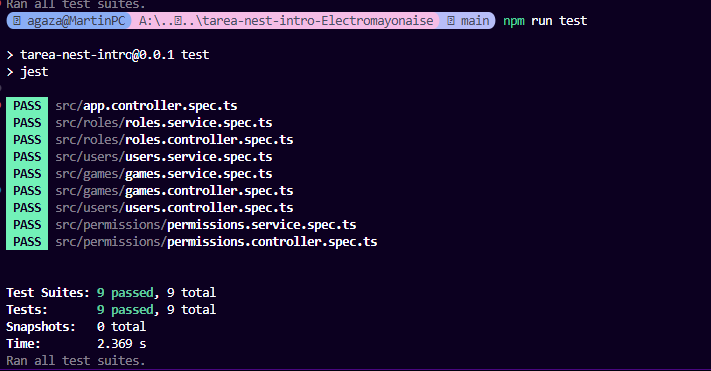 Ran all test suites.
agaza@MartinPC A:\..\..\tarea-nest-intro-Electromayonaise main npm run test
> tarea-nest-intro@0.0.1 test
> jest
PASS src/app.controller.spec.ts
PASS src/roles/roles.service.spec.ts
PASS src/roles/roles.controller.spec.ts
PASS src/users/users.service.spec.ts
PASS src/games/games.service.spec.ts
PASS src/games/games.controller.spec.ts
PASS src/users/users.controller.spec.ts
PASS src/permissions/permissions.service.spec.ts
PASS src/permissions/permissions.controller.spec.ts
Test Suites: 9 passed, 9 total
Tests: 9 passed, 9 total
Snapshots: 0 total
Time: 2.369 s
Ran all test suites.